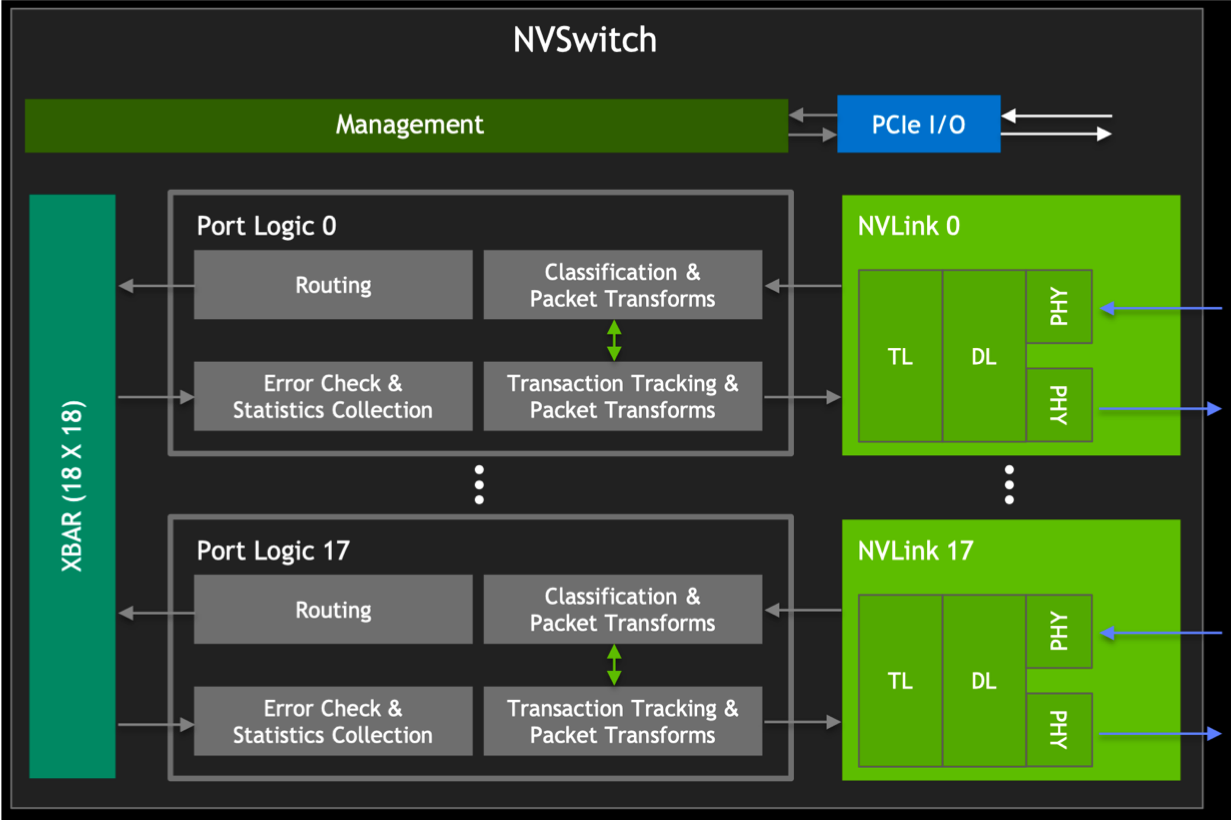 NVSwitch
Management
PCIe I/O
XBAR (18 X 18)
Port Logic 0
Routing
Classification &
Packet Transforms
Error Check &
Statistics Collection
Transaction Tracking &
Packet Transforms
NVLink 0
TL
DL
PHY
PHY
Port Logic 17
Routing
Classification &
Packet Transforms
Error Check &
Statistics Collection
Transaction Tracking &
Packet Transforms
NVLink 17
TL
DL
PHY
PHY